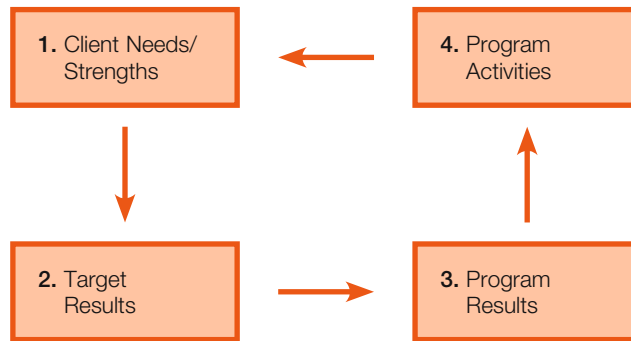 1. Client Needs/
Strengths
4. Program
Activities
2. Target
Results
3. Program
Results